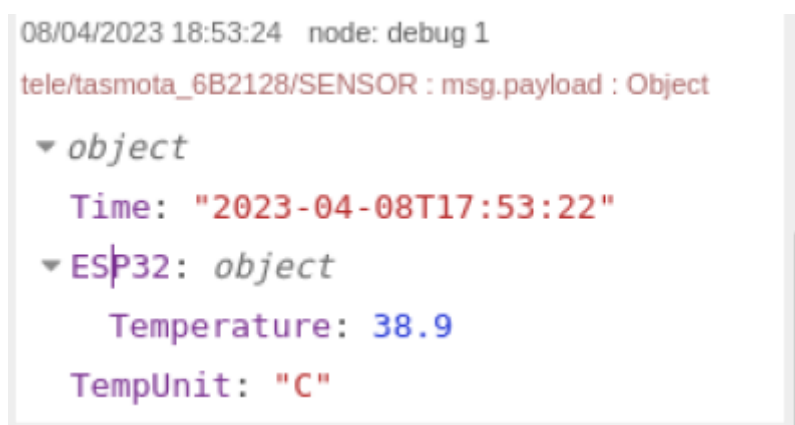 08/04/2023 18:53:24 node: debug 1
tele/tasmota_6B2128/SENSOR : msg.payload : Object
object
Time: "2023-04-08T17:53:22"
ESP32: object
Temperature: 38.9
TempUnit: "C"